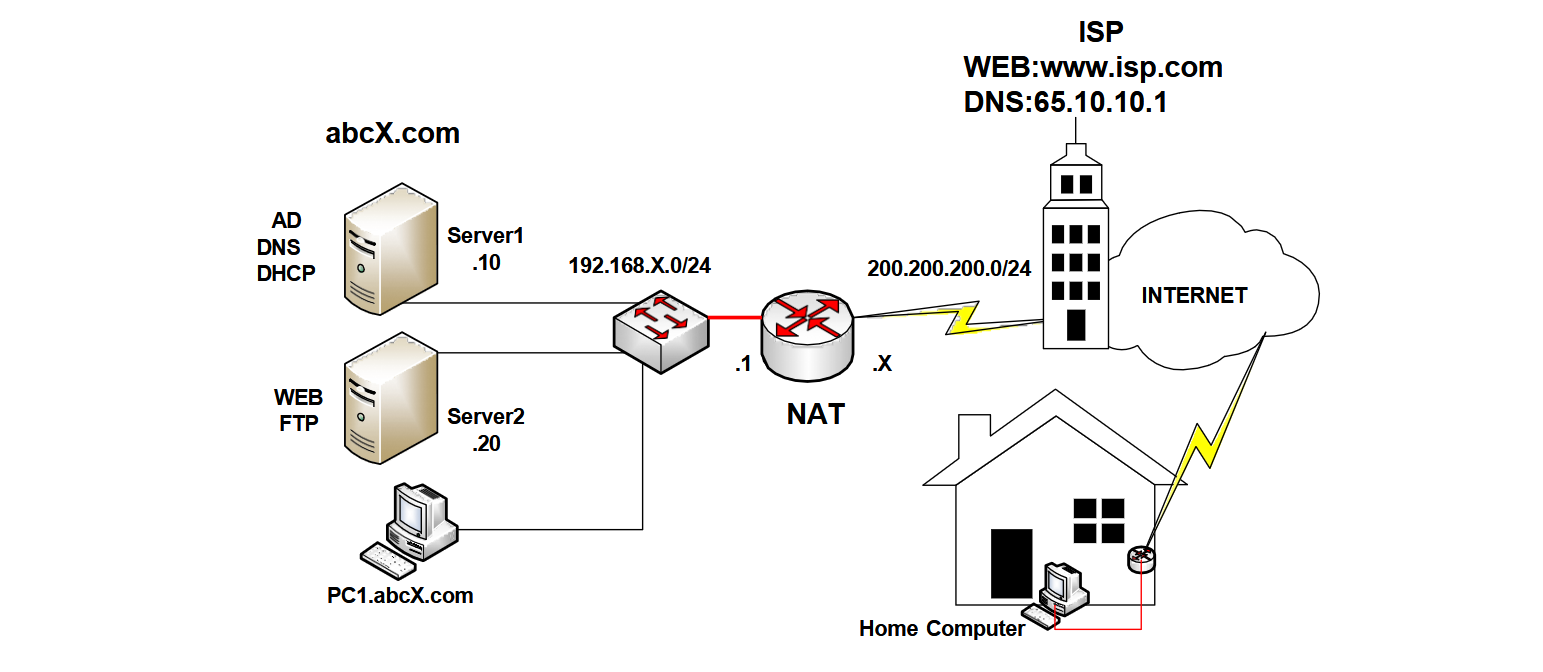 ISP
WEB:www.isp.com
DNS:65.10.10.1
abcX.com
AD
DNS
DHCP
Server1
.10
192.168.X.0/24
200.200.200.0/24
INTERNET
.1
.X
NAT
WEB
FTP
Server2
.20
PC1.abcX.com
Home Computer